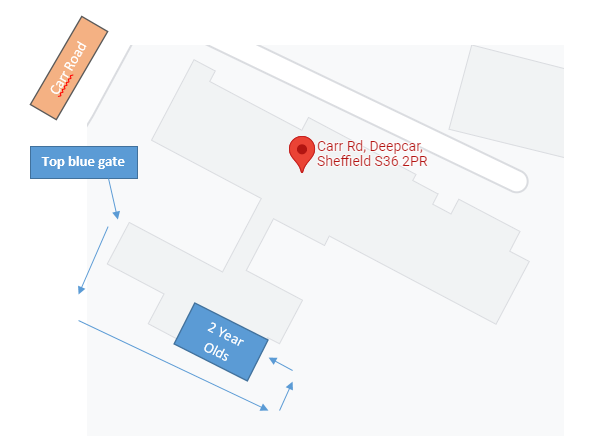 Carr Road
Top blue gate
Carr Rd, Deepcar,
Sheffield S36 2PR
2 Year
Olds